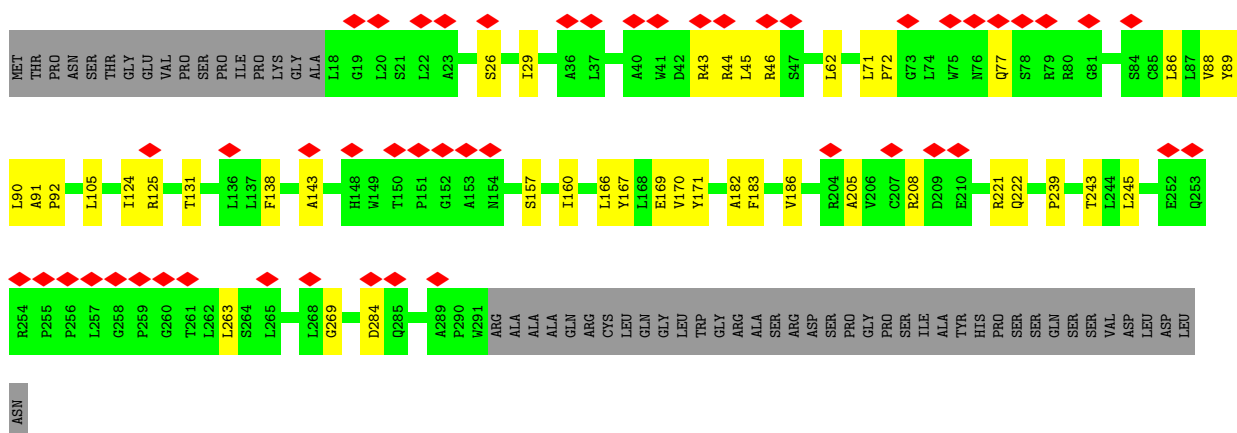 MET THR PRO ASN SER THR GLY GLU VAL PRO SER PRO ILE PRO LYS GLY ALA L18 G19 L20 S21 L22 A23 S26 I29 A36 L37 A40 W41 D42 R43 R44 L45 R46 S47 L62 L71 P72 G73 L74 W75 N76 Q77 S78 R79 R80 G81 S84 C85 L86 L87 V88 Y89
L90 A91 P92 L105 I124 R125 T131 L136 L137 F138 A143 H148 W149 T150 P151 G152 A153 N154 S157 I160 L166 Y167 L168 E169 V170 Y171 A182 F183 V186 R204 A205 V206 C207 R208 D209 E210 R221 Q222 P239 T243 L244 L245 E252 Q253
R254 P255 P256 L257 G258 P259 G260 T261 L262 L263 S264 L265 L268 G269 D284 Q285 A289 P290 W291 ARG ALA ALA ALA GLN ARG CYS LEU GLN GLY LEU TRP GLY ARG ALA SER ARG ASP SER PRO GLY PRO SER ILE ALA TYR HIS PRO SER SER GLN SER SER VAL ASP LEU ASP LEU
ASN